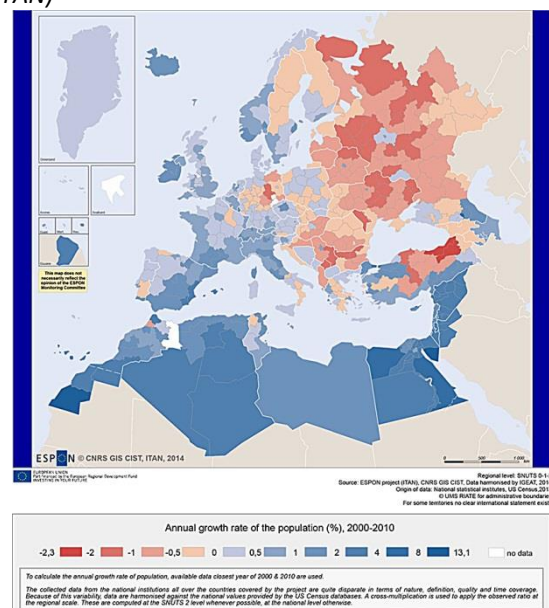 TAN)
Greenland
Svalbard
This map does not
necessarily reflect the
opinion of the ESPON
Monitoring Committee
ESPON © CNRS GIS CIST, ITAN, 2014
0 500 1 000
EUROPEAN UNION
Part-financed by the European Regional Development Fund
INVESTING IN YOUR FUTURE
Regional level: SNUTS 0-1-
Source: ESPON project (ITAN), CNRS GIS CIST, Data harmonised by IGEAT, 201
Origin of data: National statistical institutes, US Census,201
© UMS RIATE for administrative boundarie
For some territories no clear international statement exist
Annual growth rate of the population (%), 2000-2010
-2,3 -2 -1 -0,5 0 0,5 1 2 4 8 13,1 no data
To calculate the annual growth rate of population, available data closest year of 2000 & 2010 are used.
The collected data from the national institutions all over the countries covered by the project are quite disparate in terms of nature, definition, quality and time coverage.
Because of this variability, data are harmonised against the national values provided by the US Census databases. A cross-multiplication is used to apply the observed ratio at
the regional scale. These are computed at the SNUTS 2 level whenever possible, at the national level otherwise.